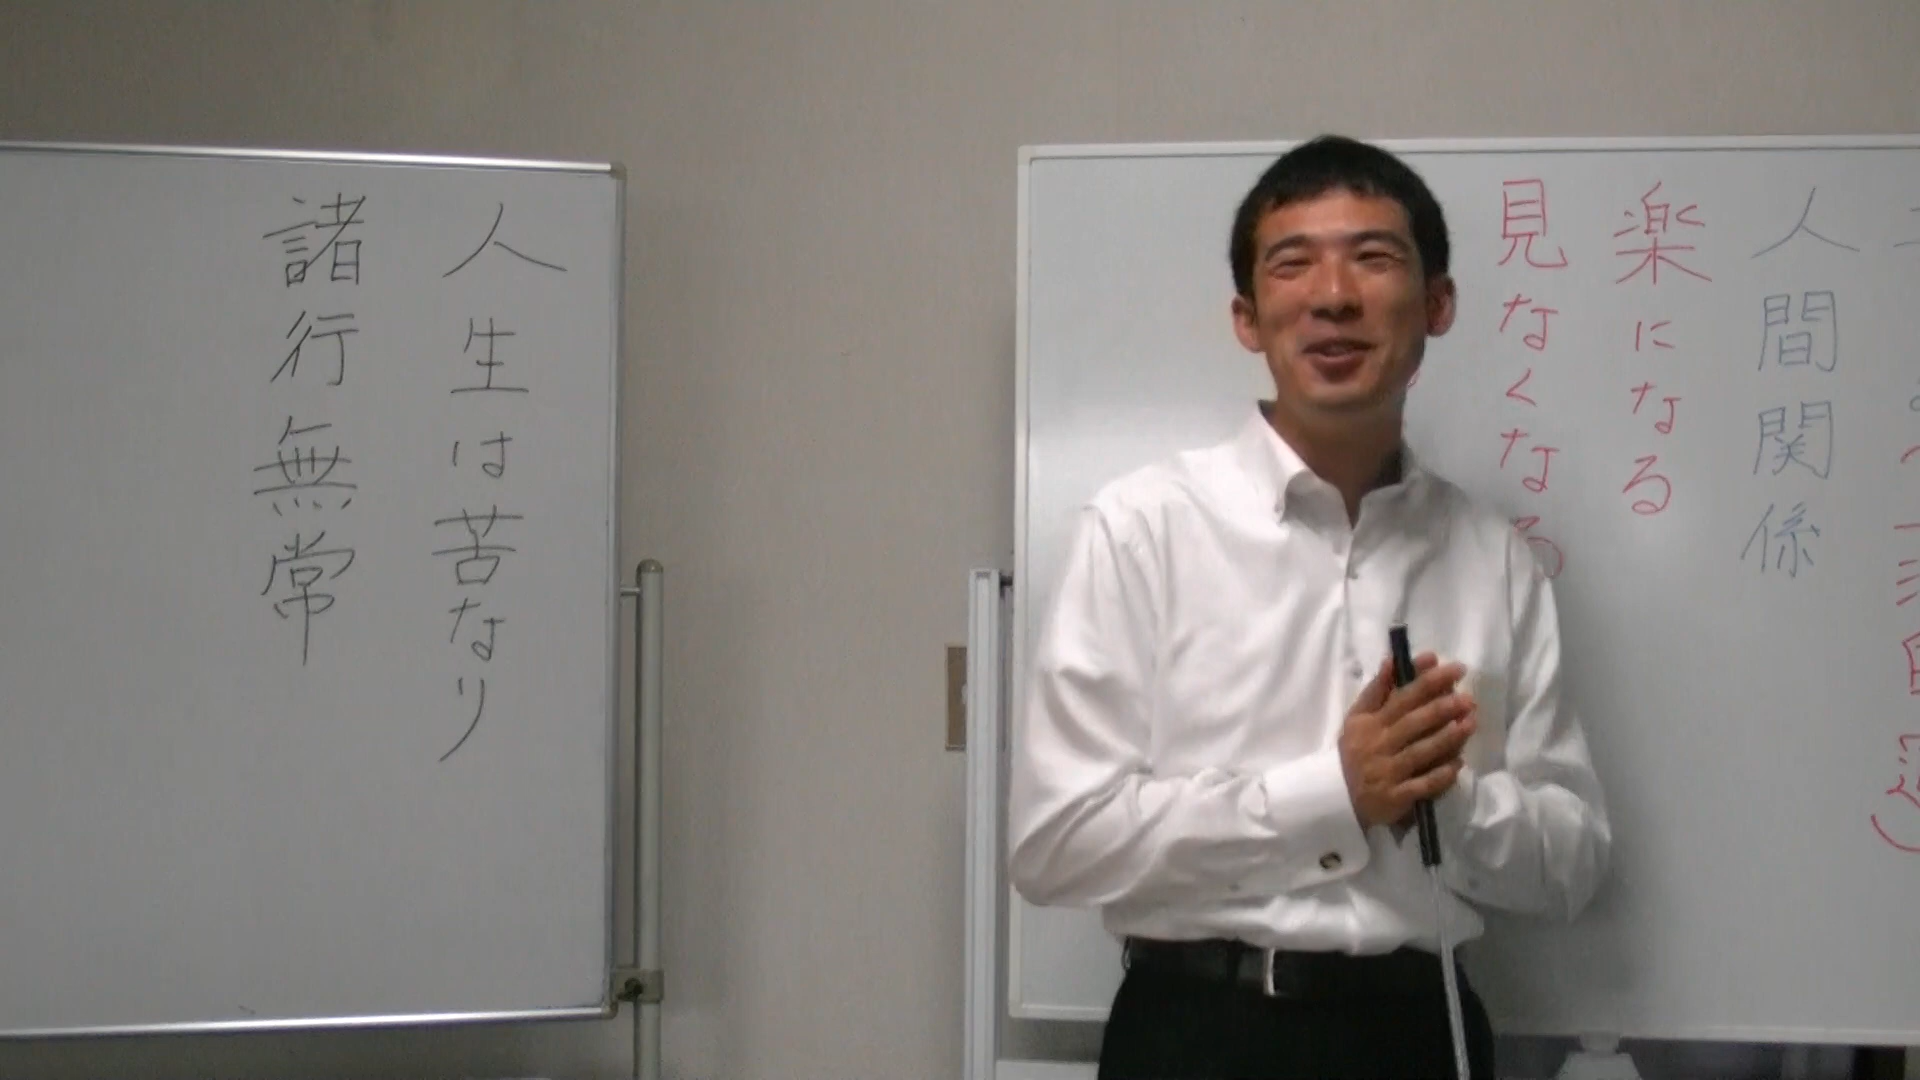 人間関係
楽になる
見なくなる
人生は苦なり
諸行無常